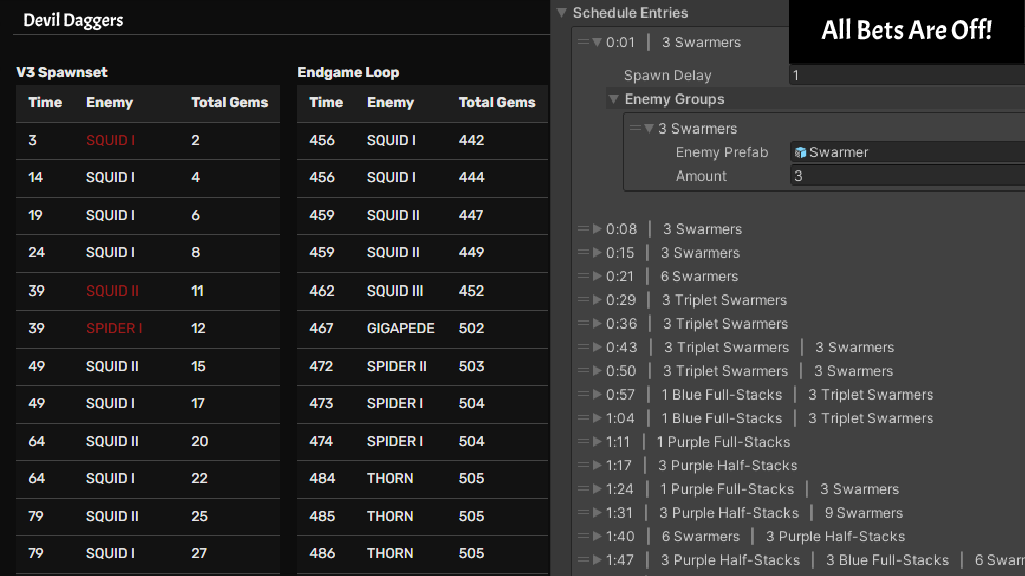 Devil Daggers
V3 Spawnset
Time Enemy Total Gems
3 SQUID I 2
14 SQUID I 4
19 SQUID I 6
24 SQUID I 8
39 SQUID II 11
39 SPIDER I 12
49 SQUID II 15
49 SQUID I 17
64 SQUID II 20
64 SQUID I 22
79 SQUID II 25
79 SQUID I 27
Endgame Loop
Time Enemy Total Gems
456 SQUID I 442
456 SQUID I 444
459 SQUID II 447
459 SQUID II 449
462 SQUID III 452
467 GIGAPEDE 502
472 SPIDER II 503
473 SPIDER I 504
474 SPIDER I 504
484 THORN 505
485 THORN 505
486 THORN 505
All Bets Are Off!
Schedule Entries
0:01 | 3 Swarmers
Spawn Delay 1
Enemy Groups
3 Swarmers
Enemy Prefab Swarmer
Amount 3
0:08 | 3 Swarmers
0:15 | 3 Swarmers
0:21 | 6 Swarmers
0:29 | 3 Triplet Swarmers
0:36 | 3 Triplet Swarmers
0:43 | 3 Triplet Swarmers | 3 Swarmers
0:50 | 3 Triplet Swarmers | 3 Swarmers
0:57 | 1 Blue Full-Stacks | 3 Triplet Swarmers
1:04 | 1 Blue Full-Stacks | 3 Triplet Swarmers
1:11 | 1 Purple Full-Stacks
1:17 | 3 Purple Half-Stacks
1:24 | 1 Purple Full-Stacks | 3 Swarmers
1:31 | 3 Purple Half-Stacks | 9 Swarmers
1:40 | 6 Swarmers | 3 Purple Half-Stacks
1:47 | 3 Purple Half-Stacks | 3 Blue Full-Stacks | 6 Swar